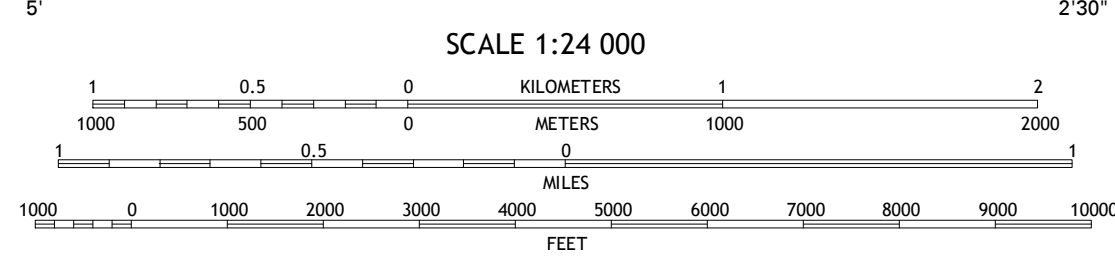 5' 2'30"
SCALE 1:24 000
1 0.5 0 KILOMETERS 1 2
1000 500 0 METERS 1000 2000
1 0.5 0 1
MILES
1000 0 1000 2000 3000 4000 5000 6000 7000 8000 9000 10000
FEET